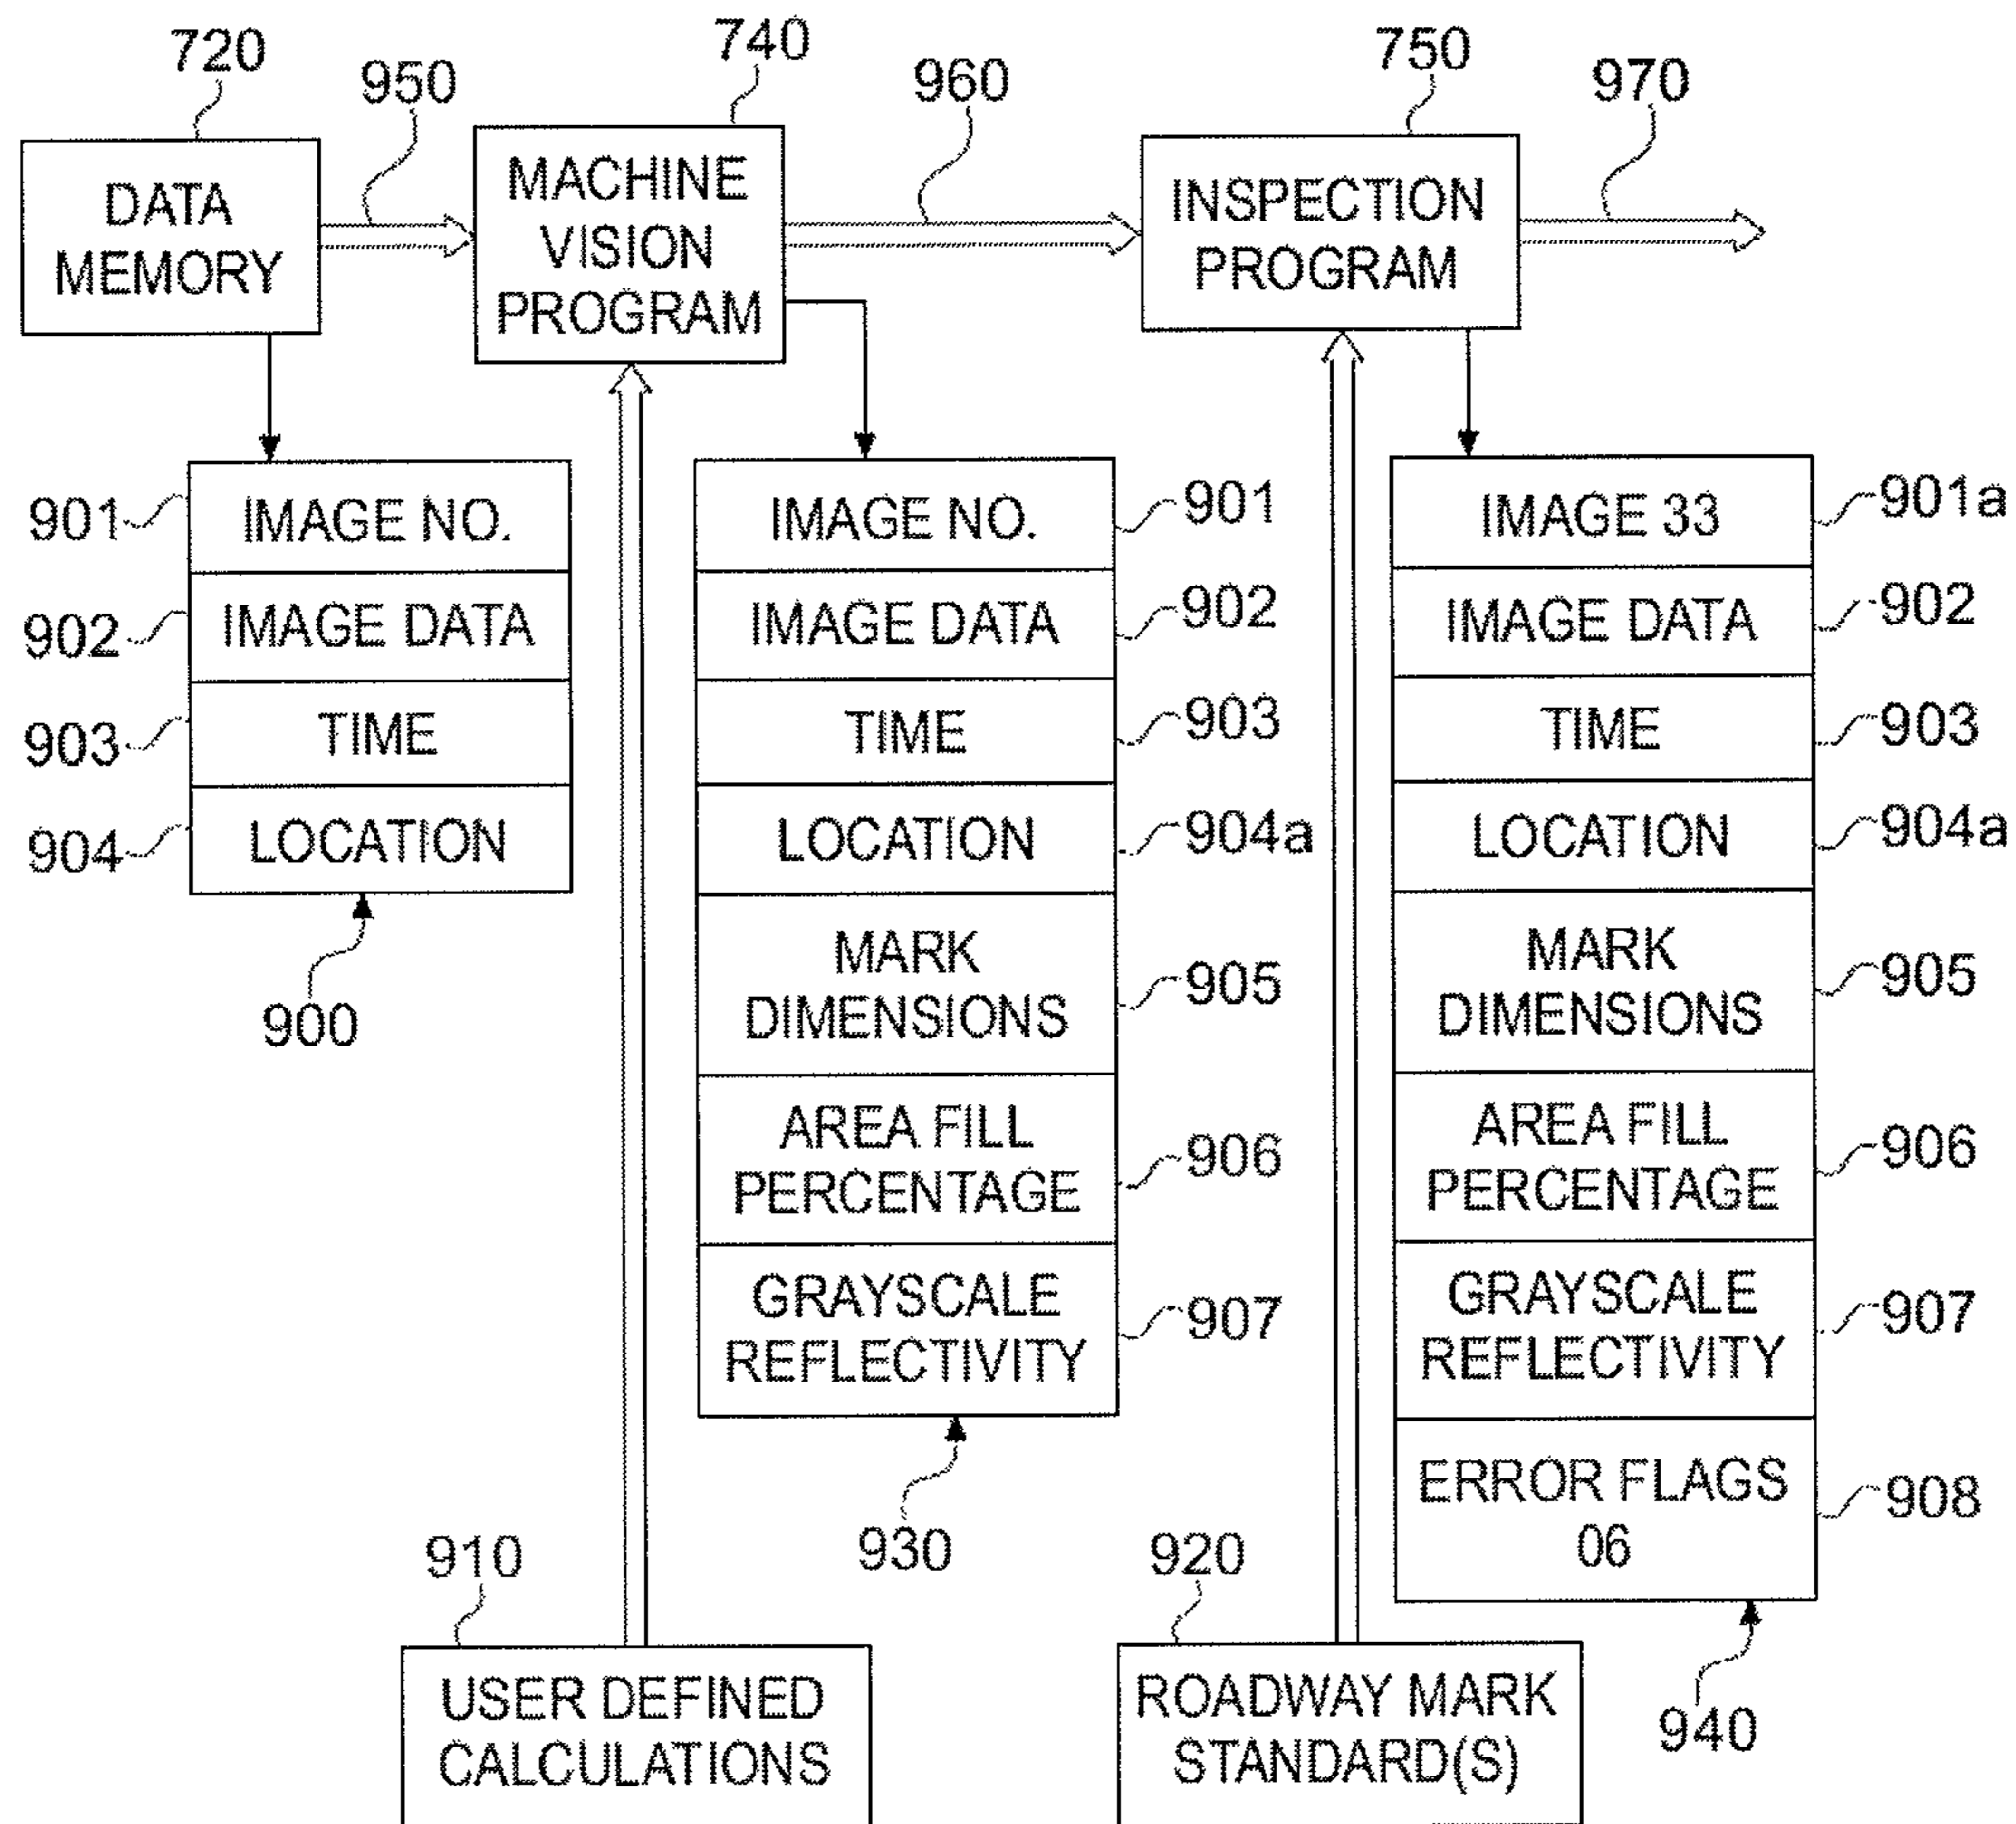 720
950
740
960
750
970
DATA
MEMORY
MACHINE
VISION
PROGRAM
INSPECTION
PROGRAM
901
IMAGE NO.
902
IMAGE DATA
903
TIME
904
LOCATION
900
IMAGE NO.
901
IMAGE DATA
902
TIME
903
LOCATION
904a
MARK
DIMENSIONS
905
AREA FILL
PERCENTAGE
906
GRAYSCALE
REFLECTIVITY
907
930
IMAGE 33
901a
IMAGE DATA
902
TIME
903
LOCATION
904a
MARK
DIMENSIONS
905
AREA FILL
PERCENTAGE
906
GRAYSCALE
REFLECTIVITY
907
ERROR FLAGS
06
908
940
910
USER DEFINED
CALCULATIONS
920
ROADWAY MARK
STANDARD(S)